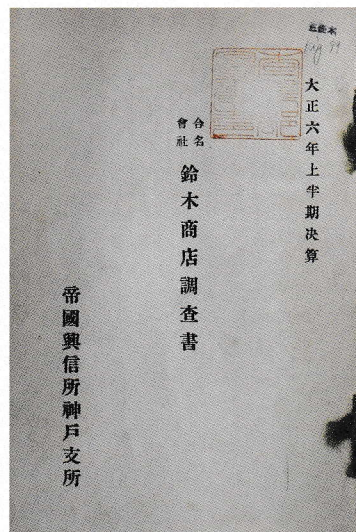 大正六年上半期決算
合名
會社
鈴木商店調査書
帝國興信所神戸支所